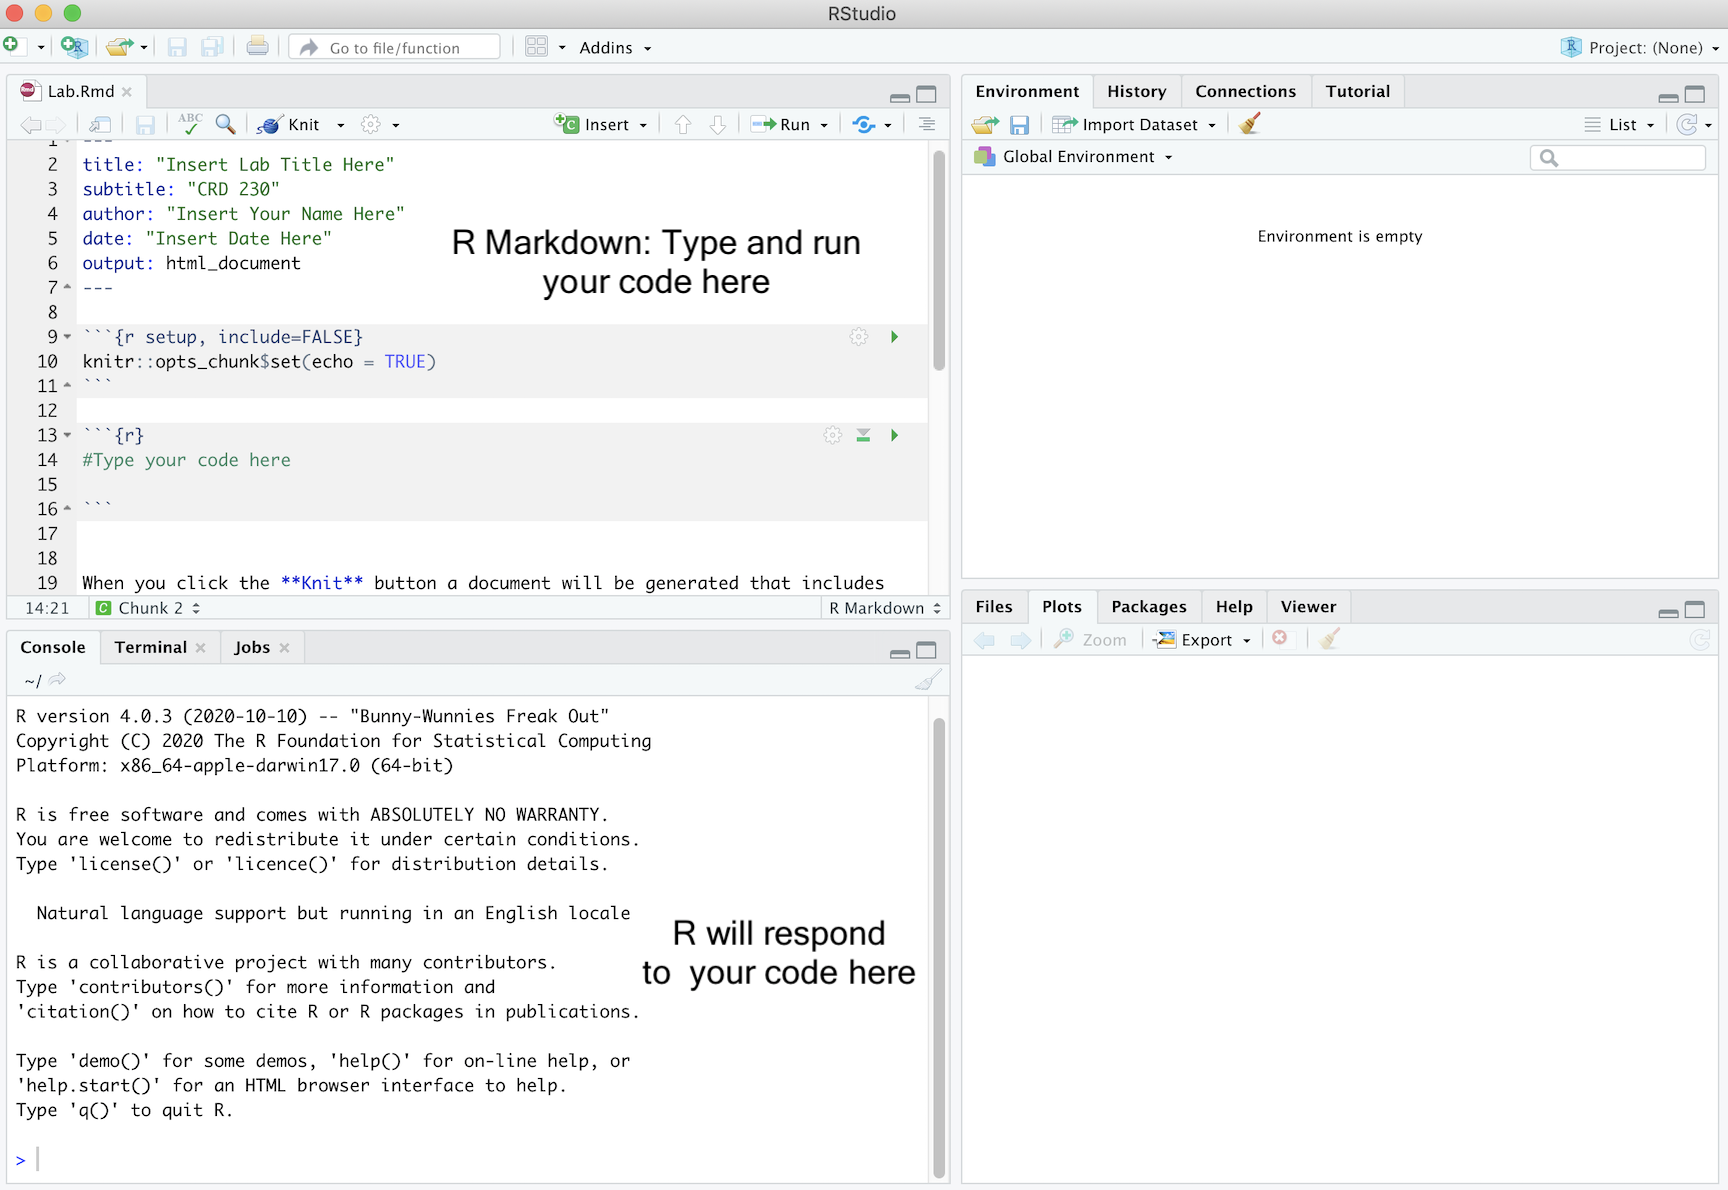 RStudio
Go to file/function
Addins
Project: (None)
Lab.Rmd
ABC
Knit
Insert
Run
1 ---
2 title: "Insert Lab Title Here"
3 subtitle: "CRD 230"
4 author: "Insert Your Name Here"
5 date: "Insert Date Here"
6 output: html_document
7 ---
8
9 ```{r setup, include=FALSE}
10 knitr::opts_chunk$set(echo = TRUE)
11 ```
12
13 ```{r}
14 #Type your code here
15
16 ```
17
18
19 When you click the **Knit** button a document will be generated that includes
R Markdown: Type and run
your code here
14:21
C Chunk 2
R Markdown
Console Terminal Jobs
~/
R version 4.0.3 (2020-10-10) -- "Bunny-Wunnies Freak Out"
Copyright (C) 2020 The R Foundation for Statistical Computing
Platform: x86_64-apple-darwin17.0 (64-bit)
R is free software and comes with ABSOLUTELY NO WARRANTY.
You are welcome to redistribute it under certain conditions.
Type 'license()' or 'licence()' for distribution details.
Natural language support but running in an English locale
R is a collaborative project with many contributors.
Type 'contributors()' for more information and
'citation()' on how to cite R or R packages in publications.
Type 'demo()' for some demos, 'help()' for on-line help, or
'help.start()' for an HTML browser interface to help.
Type 'q()' to quit R.
>
R will respond
to  your code here
Environment History Connections Tutorial
Import Dataset
List
Global Environment
Environment is empty
Files Plots Packages Help Viewer
Zoom
Export